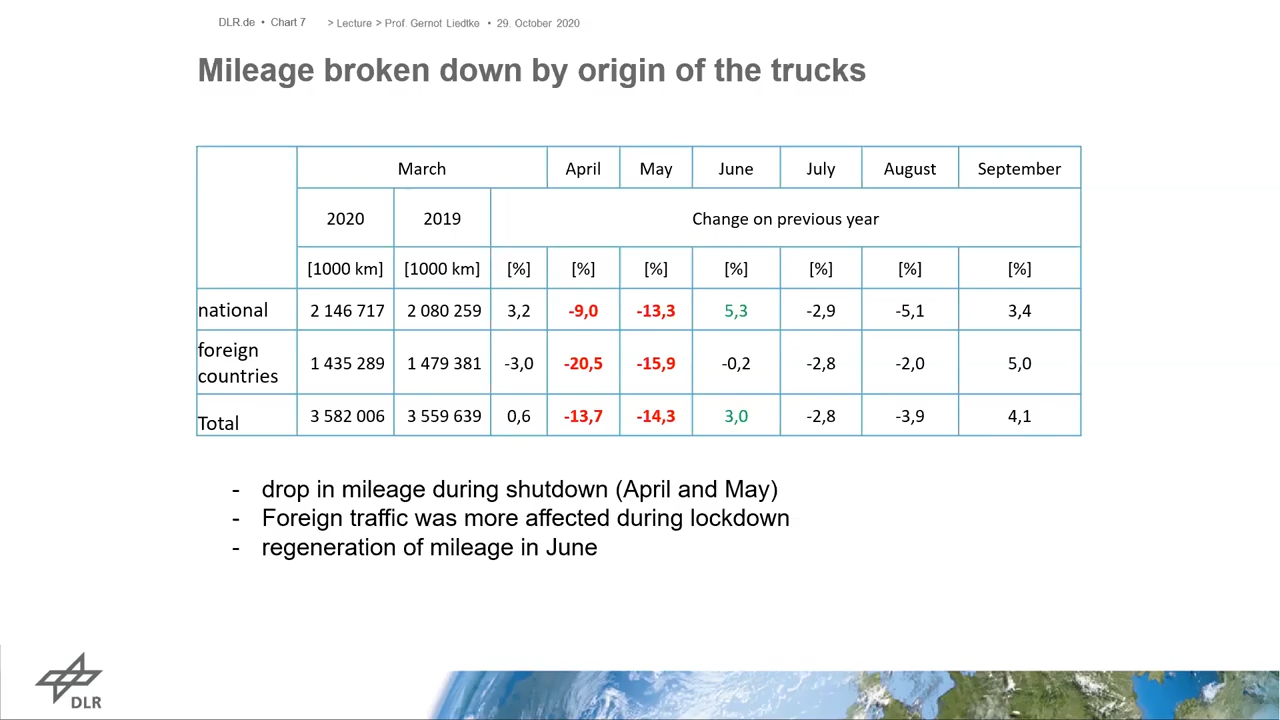 DLR.de • Chart 7 > Lecture > Prof. Gernot Liedtke • 29. October 2020
Mileage broken down by origin of the trucks
March April May June July August September
2020 2019 Change on previous year
[1000 km] [1000 km] [%] [%] [%] [%] [%] [%] [%]
national 2 146 717 2 080 259 3,2 -9,0 -13,3 5,3 -2,9 -5,1 3,4
foreign
countries 1 435 289 1 479 381 -3,0 -20,5 -15,9 -0,2 -2,8 -2,0 5,0
Total 3 582 006 3 559 639 0,6 -13,7 -14,3 3,0 -2,8 -3,9 4,1
- drop in mileage during shutdown (April and May)
- Foreign traffic was more affected during lockdown
- regeneration of mileage in June
DLR